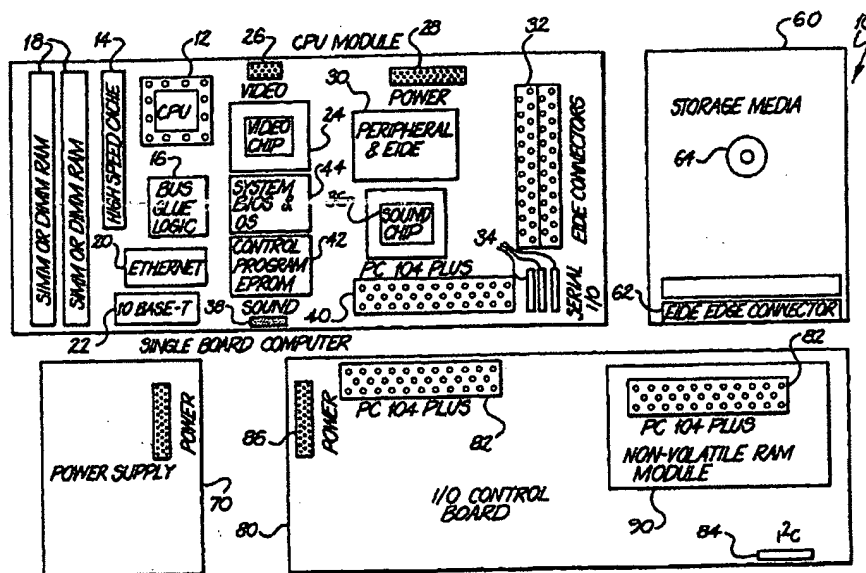 18
14
12
26
CPU MODULE
28
32
60
10
SIMM OR DIMM RAM
SIMM OR DIMM RAM
HIGH SPEED CACHE
CPU
VIDEO
VIDEO CHIP
24
30
POWER
PERIPHERAL & EIDE
EIDE CONNECTORS
STORAGE MEDIA
64
16
BUS GLUE LOGIC
SYSTEM BIOS & OS
44
SOUND CHIP
20
ETHERNET
CONTROL PROGRAM EPROM
42
34
PC 104 PLUS
40
SERIAL I/O
22
10 BASE-T
38
SOUND
62
EIDE EDGE CONNECTOR
SINGLE BOARD COMPUTER
82
POWER
POWER SUPPLY
70
86
POWER
PC 104 PLUS
82
PC 104 PLUS
NON-VOLATILE RAM MODULE
I/O CONTROL BOARD
80
90
84
I²C